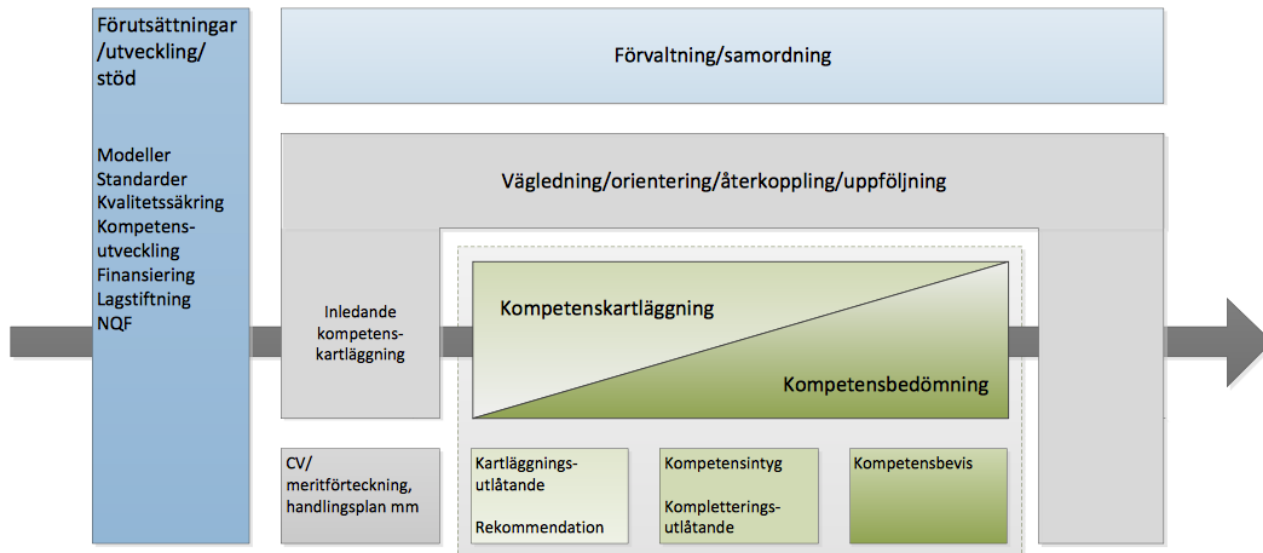 Förutsättningar
/utveckling/
stöd
Modeller
Standarder
Kvalitetssäkring
Kompetens-
utveckling
Finansiering
Lagstiftning
NQF
Förvaltning/samordning
Vägledning/orientering/återkoppling/uppföljning
Inledande
kompetens-
kartläggning
Kompetenskartläggning
Kompetensbedömning
CV/
meritförteckning,
handlingsplan mm
Kartläggnings-
utlåtande
Rekommendation
Kompetensintyg
Kompletterings-
utlåtande
Kompetensbevis